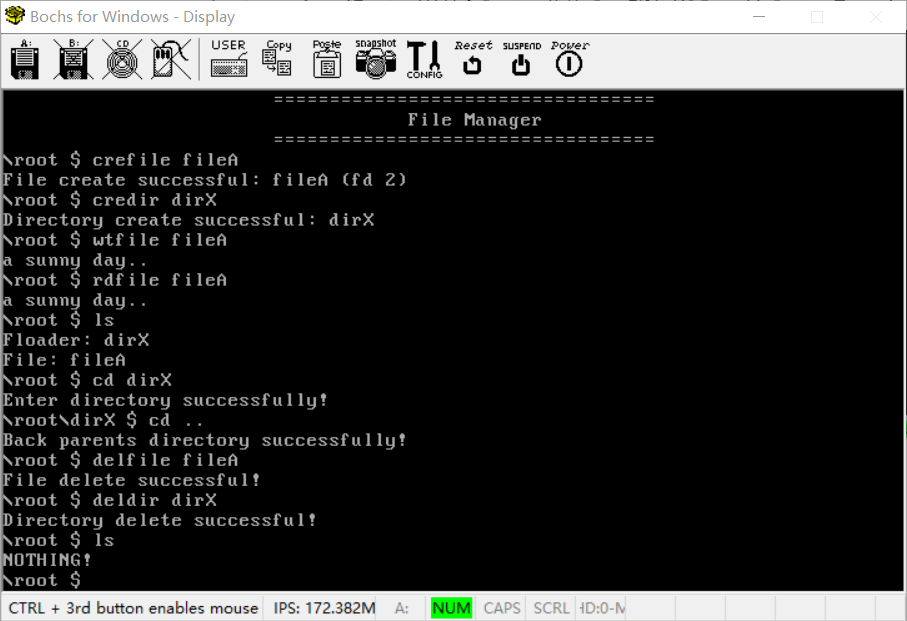 Bochs for Windows - Display
A: B: CD USER Copy Paste snapshot CONFIG Reset SUSPEND Power
==================================
File Manager
==================================
\root $ crefile fileA
File create successful: fileA (fd 2)
\root $ credir dirX
Directory create successful: dirX
\root $ wtfile fileA
a sunny day..
\root $ rdfile fileA
a sunny day..
\root $ ls
Floader: dirX
File: fileA
\root $ cd dirX
Enter directory successfully!
\root\dirX $ cd ..
Back parents directory successfully!
\root $ delfile fileA
File delete successful!
\root $ deldir dirX
Directory delete successful!
\root $ ls
NOTHING!
\root $
CTRL + 3rd button enables mouse IPS: 172.382M A: NUM CAPS SCRL HD:0-M